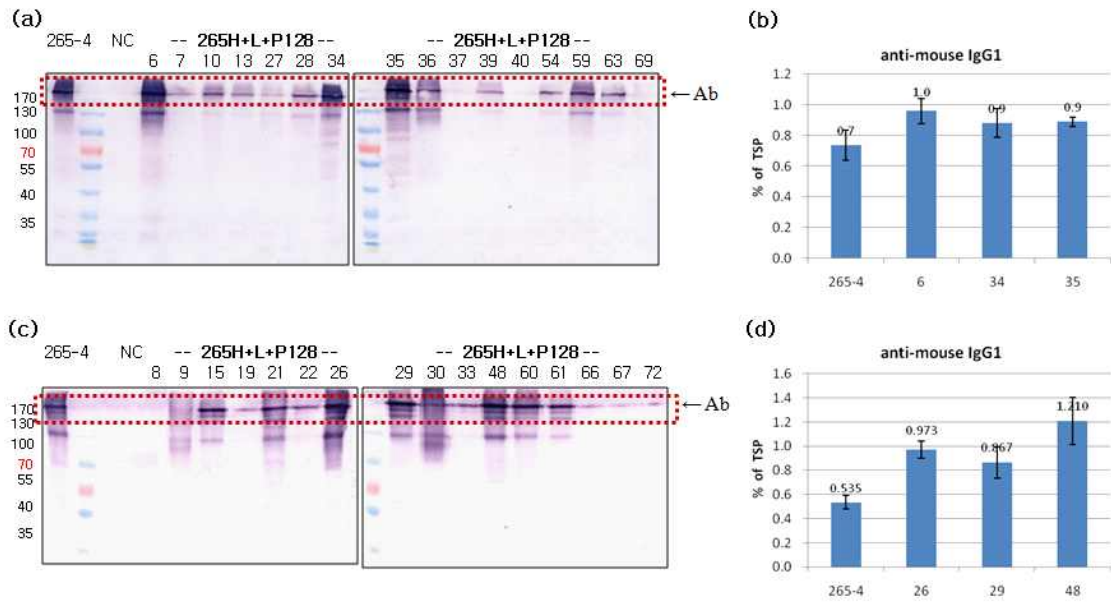 (a)
265-4 NC -- 265H+L+P128 --
6 7 10 13 27 28 34
-- 265H+L+P128 --
35 36 37 39 40 54 59 63 69
170
130
100
70
55
40
35
←Ab
(b)
anti-mouse IgG1
% of TSP
1.2
1.0
0.8
0.6
0.4
0.2
0.0
0.7
1.0
0.9
0.9
265-4 6 34 35
(c)
265-4 NC -- 265H+L+P128 --
8 9 15 19 21 22 26
-- 265H+L+P128 --
29 30 33 48 60 61 66 67 72
170
130
100
70
55
40
35
←Ab
(d)
anti-mouse IgG1
% of TSP
1.6
1.4
1.2
1.0
0.8
0.6
0.4
0.2
0.0
0.535
0.973
0.867
1.210
265-4 26 29 48